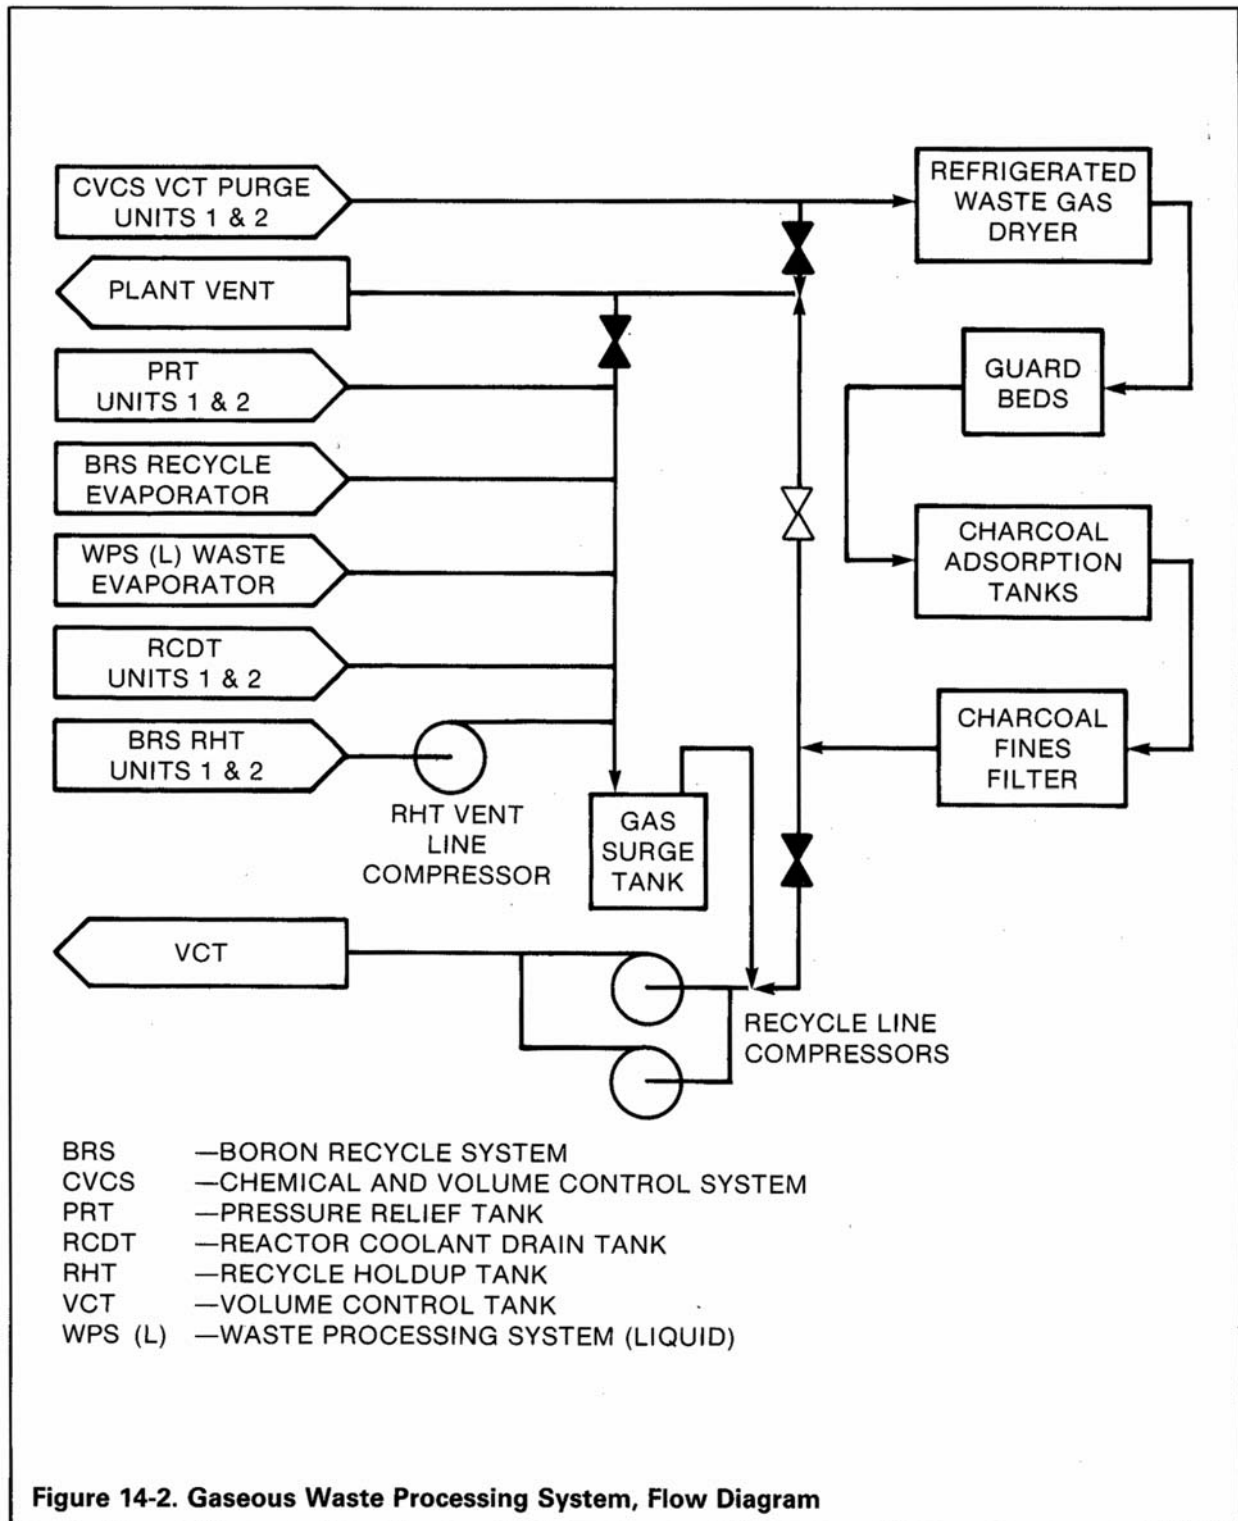 CVCS VCT PURGE
UNITS 1 & 2
REFRIGERATED
WASTE GAS
DRYER
PLANT VENT
PRT
UNITS 1 & 2
GUARD
BEDS
BRS RECYCLE
EVAPORATOR
WPS (L) WASTE
EVAPORATOR
CHARCOAL
ADSORPTION
TANKS
RCDT
UNITS 1 & 2
BRS RHT
UNITS 1 & 2
CHARCOAL
FINES
FILTER
RHT VENT
LINE
COMPRESSOR
GAS
SURGE
TANK
VCT
RECYCLE LINE
COMPRESSORS
BRS —BORON RECYCLE SYSTEM
CVCS —CHEMICAL AND VOLUME CONTROL SYSTEM
PRT —PRESSURE RELIEF TANK
RCDT —REACTOR COOLANT DRAIN TANK
RHT —RECYCLE HOLDUP TANK
VCT —VOLUME CONTROL TANK
WPS (L) —WASTE PROCESSING SYSTEM (LIQUID)
Figure 14-2. Gaseous Waste Processing System, Flow Diagram